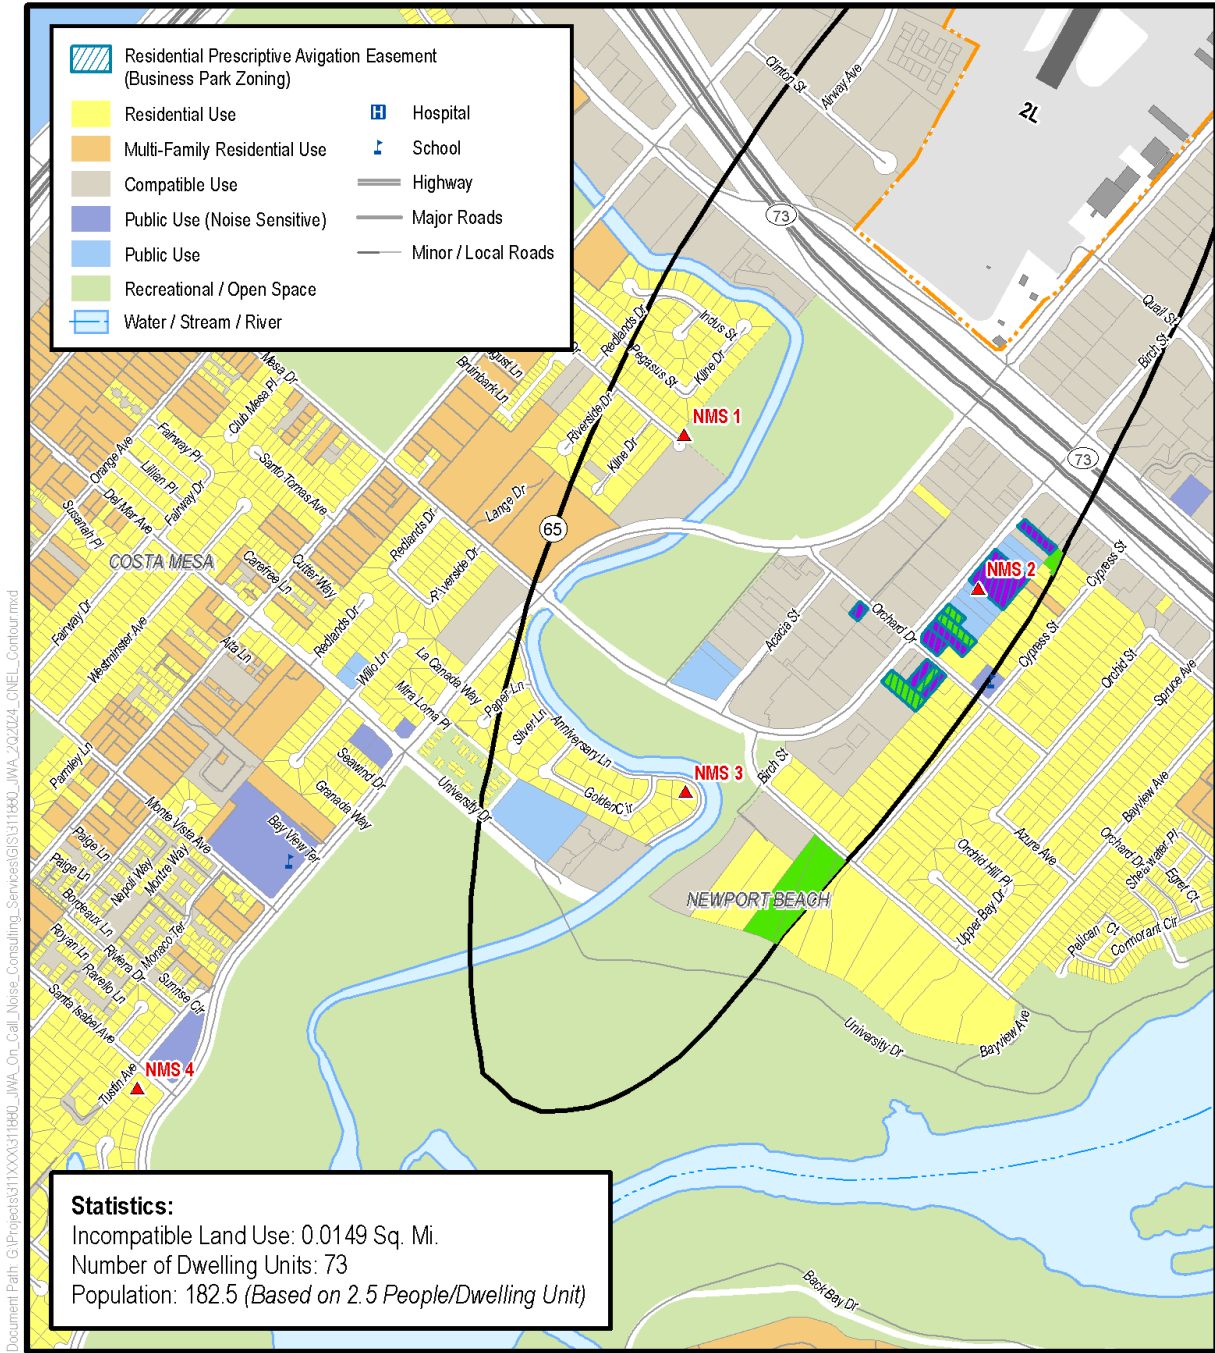 Residential Prescriptive Avigation Easement
(Business Park Zoning)
Residential Use
Multi-Family Residential Use
Compatible Use
Public Use (Noise Sensitive)
Public Use
Recreational / Open Space
Water / Stream / River
H Hospital
School
Highway
Major Roads
Minor / Local Roads
Clinton St
Airway Ave
2L
73
Quail St
Birch St
Redlands Dr
Indus St
Pegasus St
Kline Dr
Mesa Dr
Club Mesa Pl
Bruinbark Ln
Riverside Dr
Kline Dr
NMS 1
73
Orange Ave
Fairway Pl
Lillian Pl
Fairway Dr
Santo Tomas Ave
Del Mar Ave
Susanah Pl
Lange Dr
65
Redlands Dr
Riverside Dr
COSTA MESA
Carefree Ln
Cutter Way
NMS 2
Cypress St
Orchard Dr
Acacia St
Fairway Dr
Westminster Ave
Alta Ln
Redlands Dr
Willo Ln
La Canada Way
Mira Loma Pl
Paper Ln
Silver Ln
Anniversary Ln
Cypress St
Orchid St
Spruce Ave
Parmley Ln
Seawind Dr
Granada Way
University Dr
Golden Cir
NMS 3
Birch St
Bayview Ave
Monte Vista Ave
Bay View Ter
Paige Ln
Paige Ln
Napoli Way
Montre Way
Azure Ave
Orchard Dr
Shearwater Pl
Egret Ct
Orchid Hill Pl
Upper Bay Dr
NEWPORT BEACH
Bordeaux Ln
Royan Ln
Ravello Ln
Riviera Dr
Monaco Ter
Sunrise Cir
Pelican Ct
Cormorant Cir
Santa Isabel Ave
University Dr
Bayview Ave
NMS 4
Tustin Ave
Statistics:
Incompatible Land Use: 0.0149 Sq. Mi.
Number of Dwelling Units: 73
Population: 182.5 (Based on 2.5 People/Dwelling Unit)
Back Bay Dr
Document Path: G:\Projects\311XXX\311880_JWA_On_Call_Noise_Consulting_Services\GIS\311880_JWA_2Q2024_CNEL_Contour.mxd